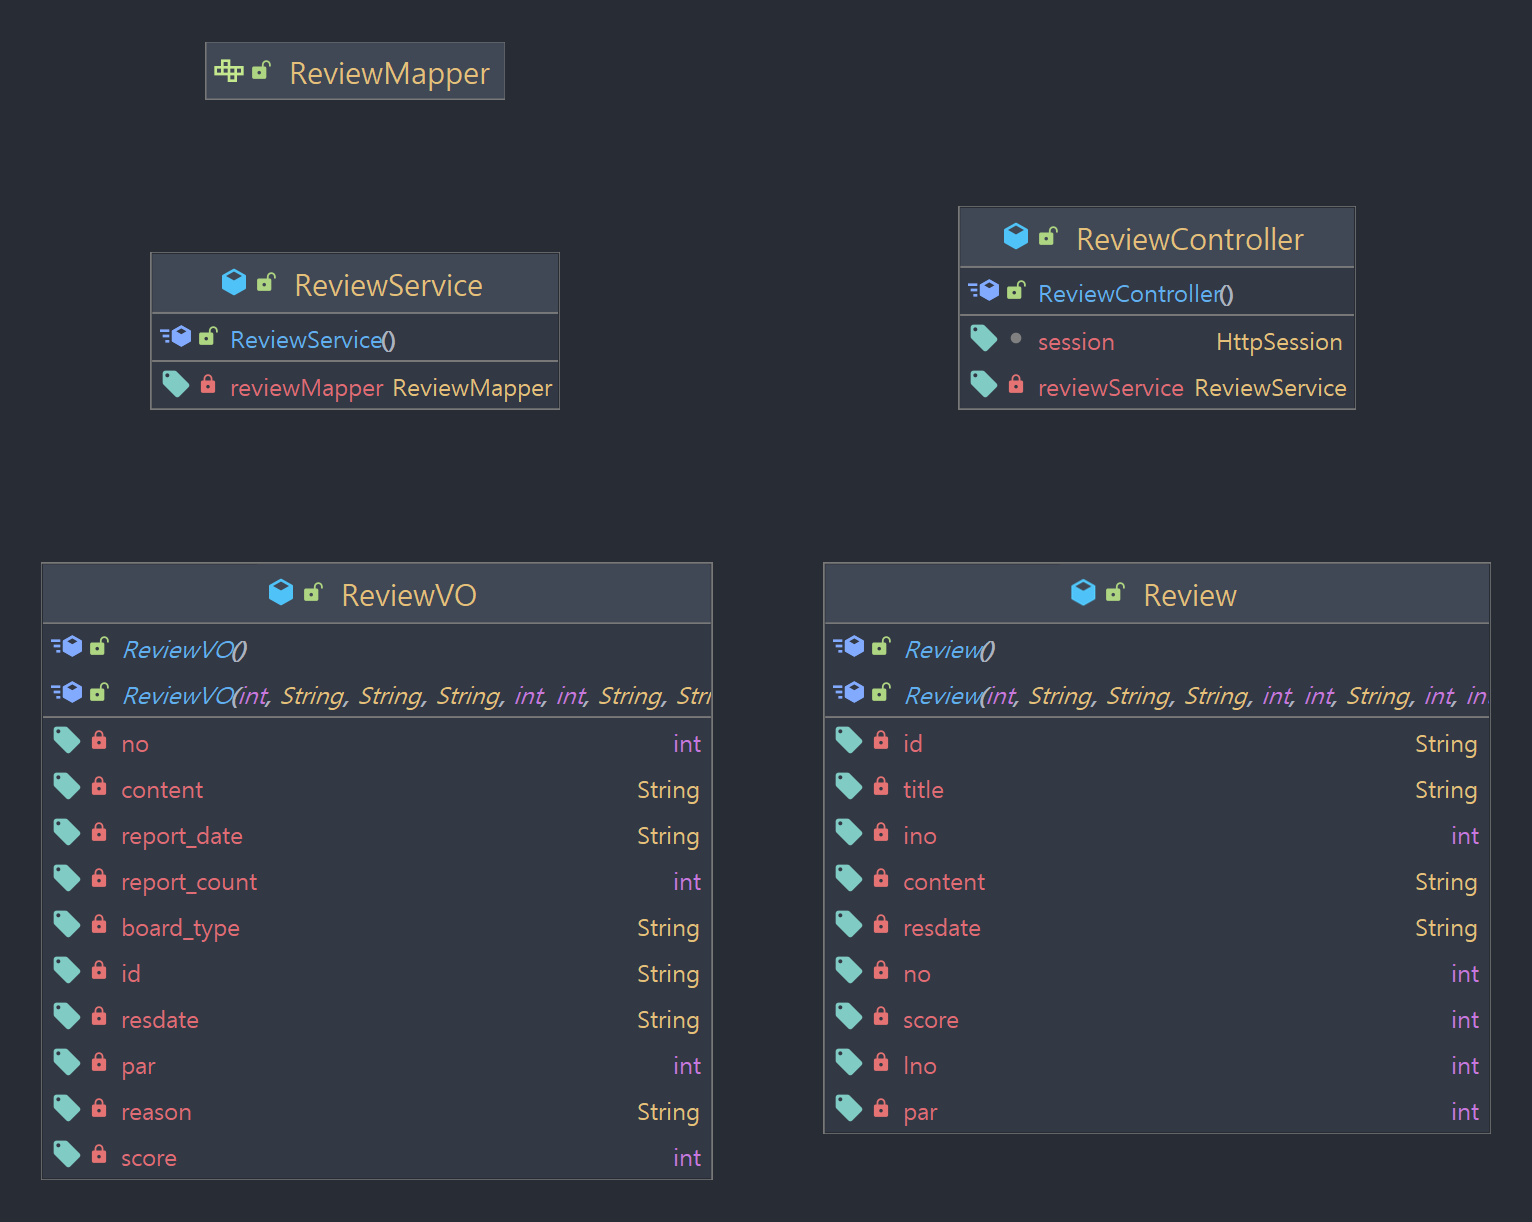 ReviewMapper
ReviewService
ReviewService()
reviewMapper ReviewMapper
ReviewController
ReviewController()
session HttpSession
reviewService ReviewService
ReviewVO
ReviewVO()
ReviewVO(int, String, String, String, int, int, String, Stri
no int
content String
report_date String
report_count int
board_type String
id String
resdate String
par int
reason String
score int
Review
Review()
Review(int, String, String, String, int, int, String, int, in
id String
title String
ino int
content String
resdate String
no int
score int
lno int
par int